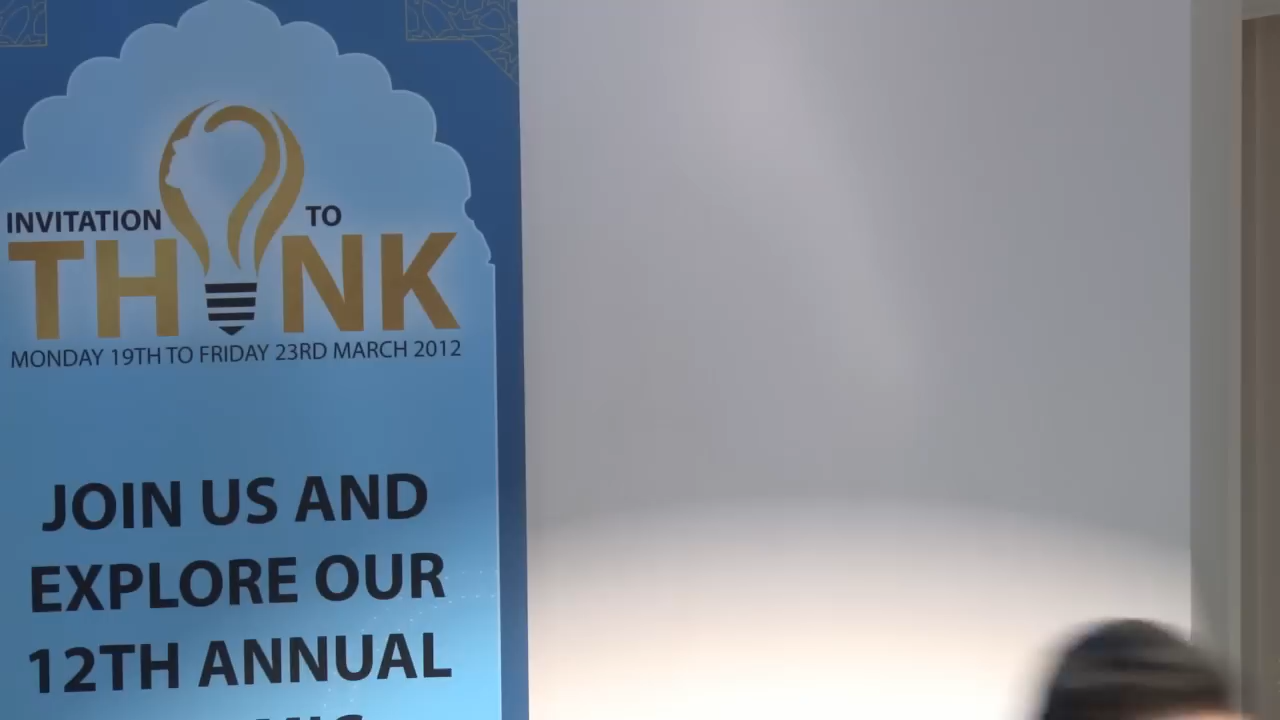 INVITATION TO
THINK
MONDAY 19TH TO FRIDAY 23RD MARCH 2012
JOIN US AND
EXPLORE OUR
12TH ANNUAL